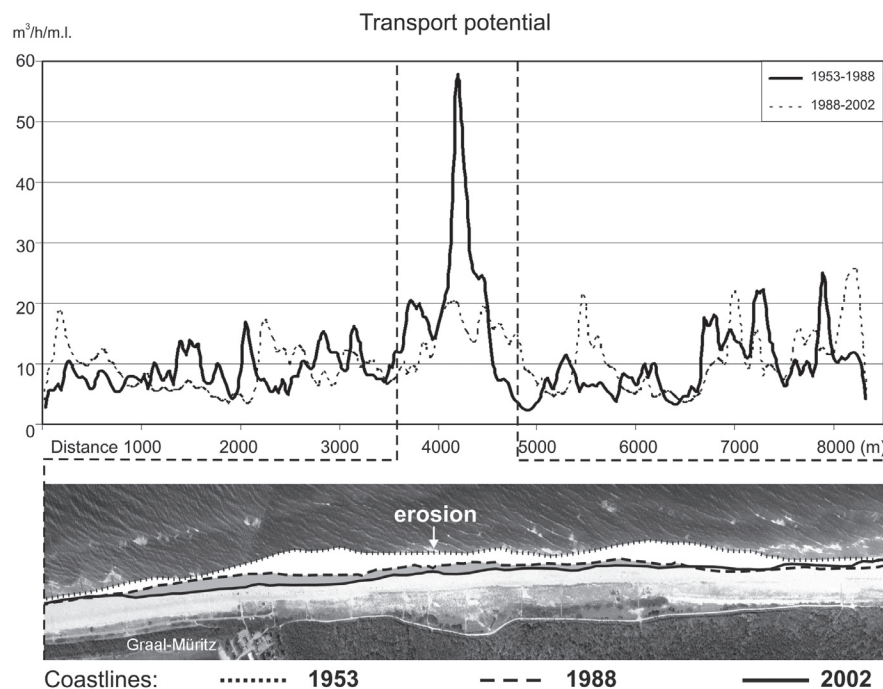 Transport potential
m³/h/m.l.
60
50
40
30
20
10
0
1953-1988
1988-2002
Distance 1000 2000 3000 4000 5000 6000 7000 8000 (m)
erosion
Graal-Müritz
Coastlines: 1953 1988 2002